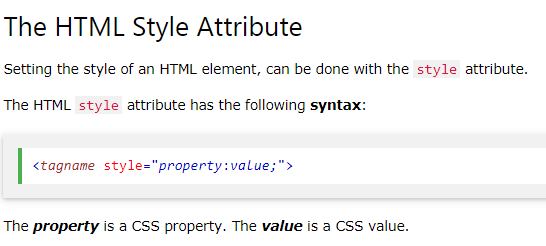 The HTML Style Attribute
Setting the style of an HTML element, can be done with the style attribute.
The HTML style attribute has the following syntax:
<tagname style="property:value;">
The property is a CSS property. The value is a CSS value.